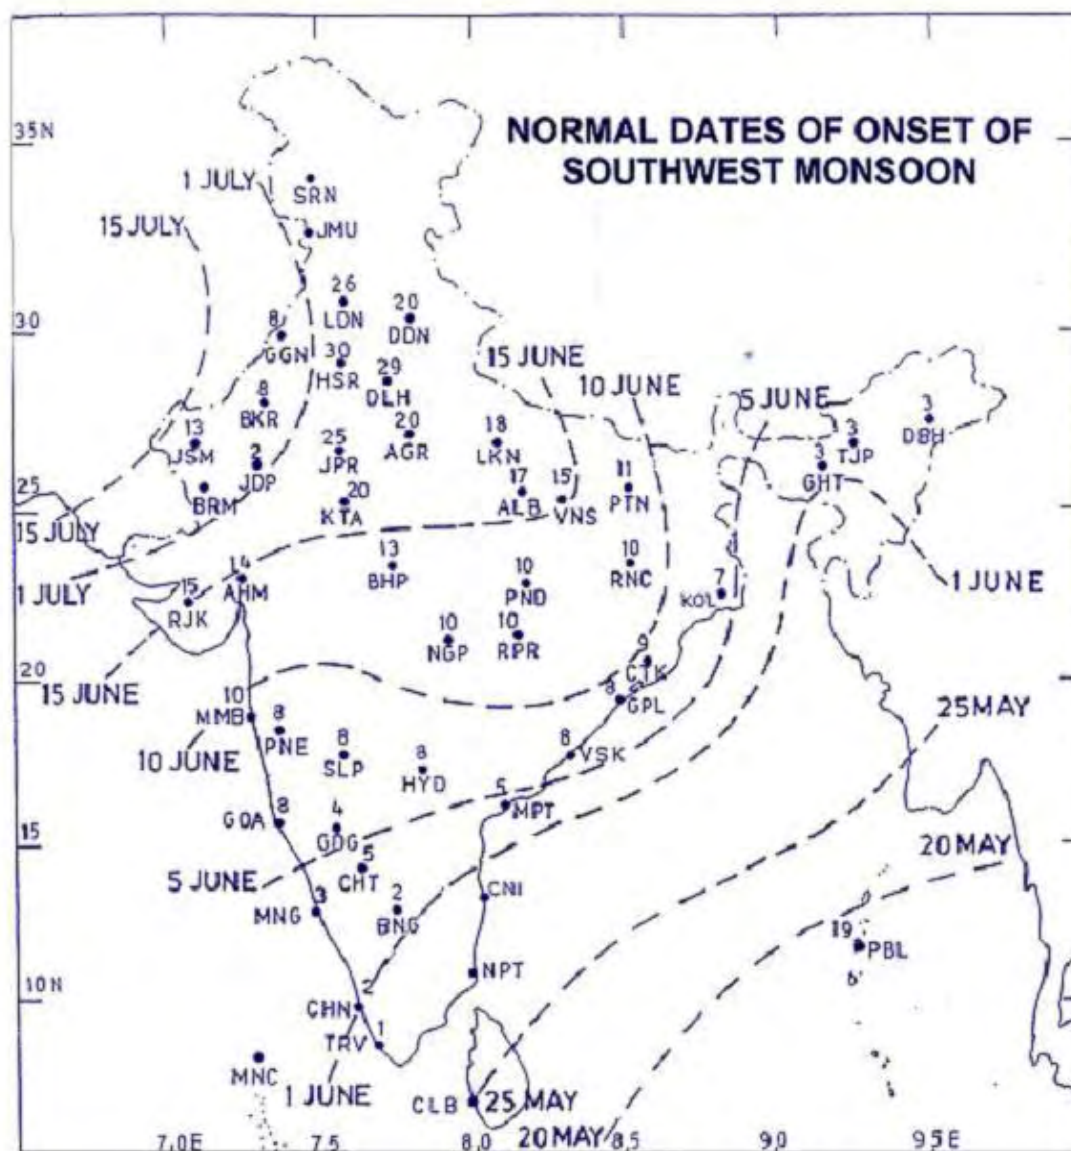 35N
NORMAL DATES OF ONSET OF
SOUTHWEST MONSOON
1 JULY
SRN
15 JULY
JMU
26
LDN
20
DDN
30
8
GGN
30
HSR
29
DLH
15 JUNE
10 JUNE
5 JUNE
8
BKR
3
DBH
13
JSM
25
JPR
20
AGR
18
LKN
3
TJP
2
JDP
3
GHT
25
BRM
20
KTA
17
ALB
15
VNS
11
PTN
15 JULY
1 JULY
14
AHM
13
BHP
10
PND
10
RNC
7
KOL
1 JUNE
15
RJK
10
NGP
10
RPR
9
CTK
20
15 JUNE
8
GPL
25 MAY
10
MMB
8
PNE
10 JUNE
8
SLP
8
HYD
8
VSK
8
GOA
4
GDG
5
MPT
15
20 MAY
5 JUNE
5
CHT
3
MNG
2
BNG
CNI
19
PBL
10N
NPT
2
CHN
1
TRV
MNC
1 JUNE
CLB
25 MAY
20 MAY
7.0E
7.5
8.0
8.5
9.0
9.5E